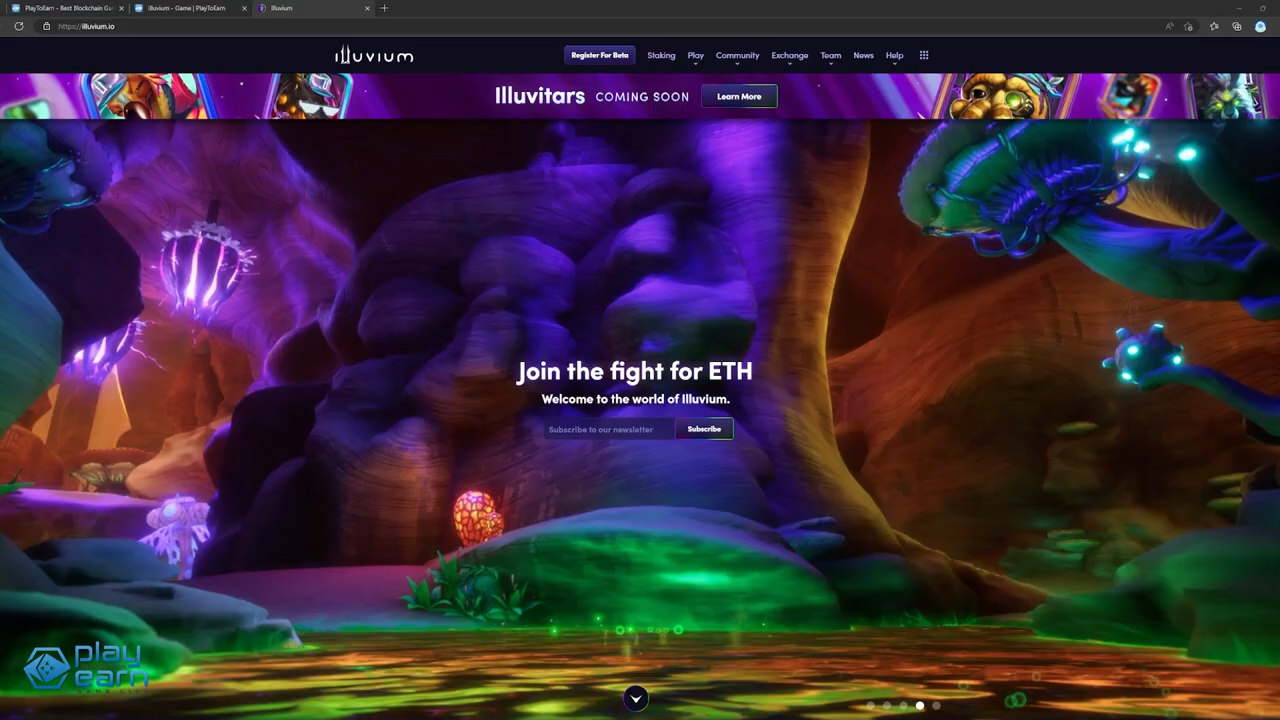 PlayToEarn - Best Blockchain Gam
illuvium - Game | PlayToEarn
Illuvium
https://illuvium.io
illuvium
Register For Beta
Staking
Play
Community
Exchange
Team
News
Help
Illuvitars COMING SOON
Learn More
Join the fight for ETH
Welcome to the world of Illuvium.
Subscribe to our newsletter
Subscribe
play
earn